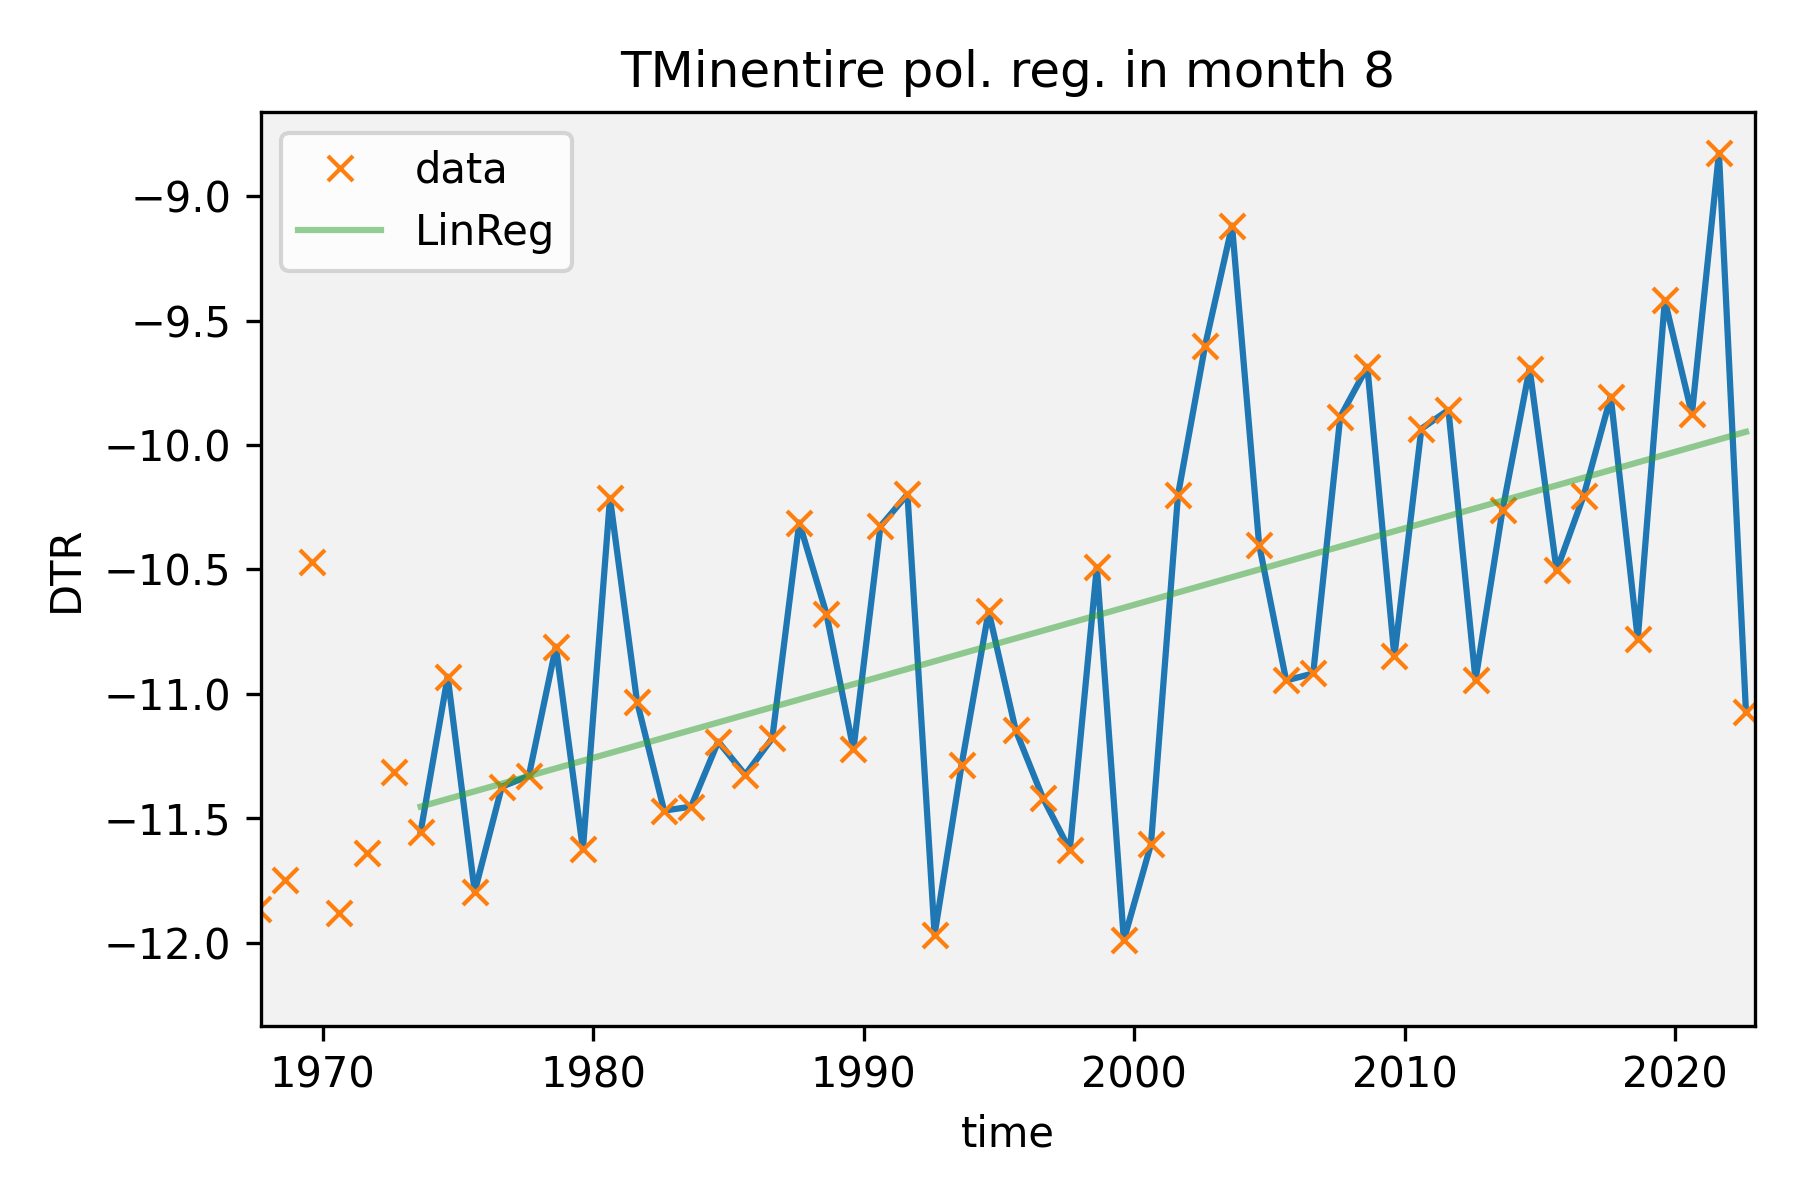 TMinentire pol. reg. in month 8
data
LinReg
−9.0
−9.5
−10.0
−10.5
−11.0
−11.5
−12.0
DTR
1970 1980 1990 2000 2010 2020
time